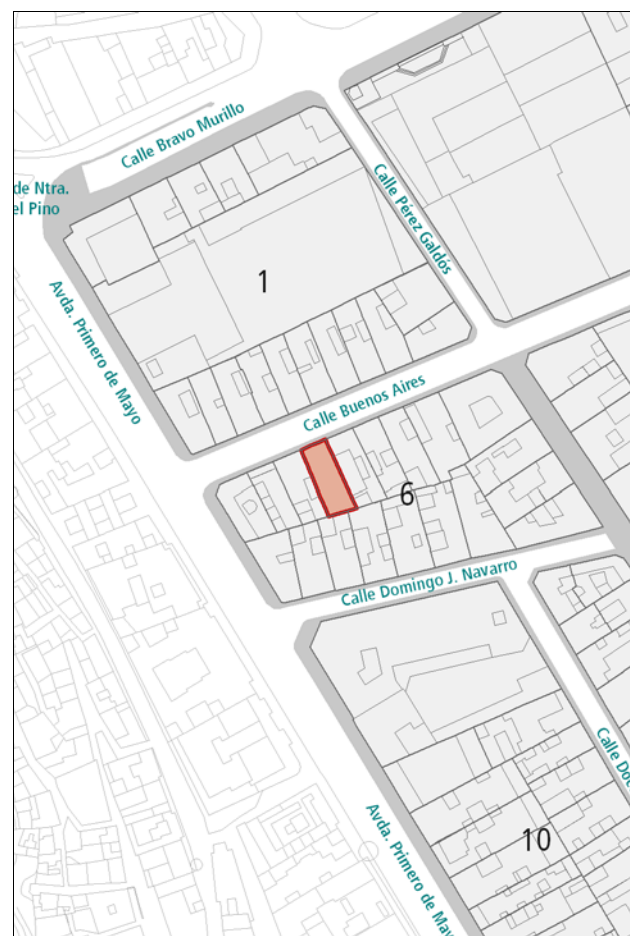 Calle Bravo Murillo
de Ntra.
el Pino
Calle Pérez Galdós
1
Avda. Primero de Mayo
Calle Buenos Aires
6
Calle Domingo J. Navarro
Calle Doc
Avda. Primero de May
10